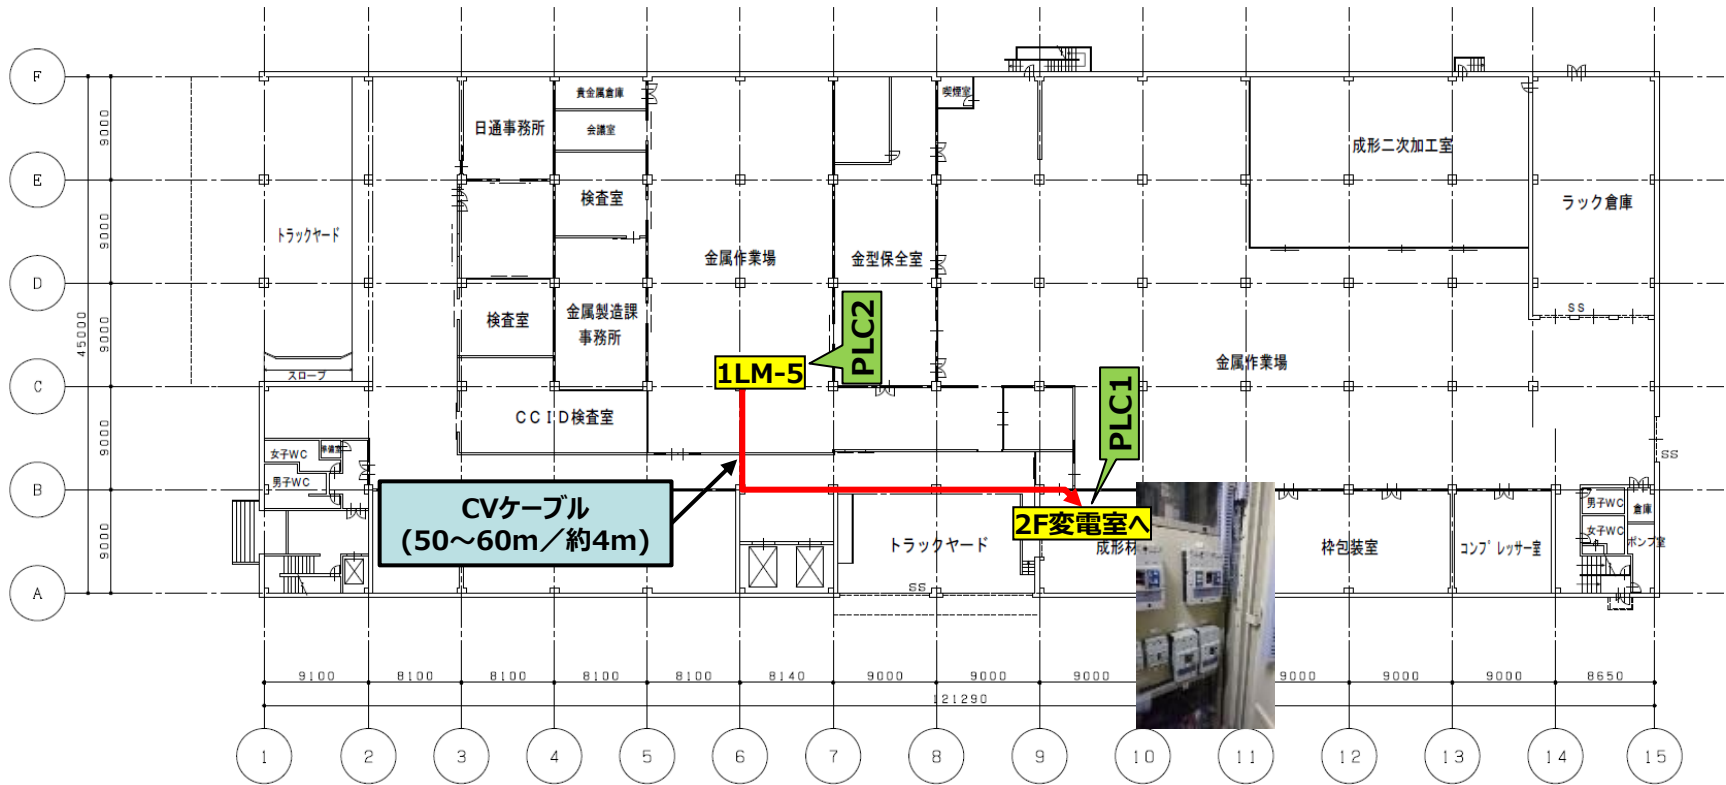 F
貴金属倉庫
喫煙室
日通事務所
会議室
成形二次加工室
9000
E
検査室
ラック倉庫
トラックヤード
9000
金属作業場
金型保全室
D
SS
検査室
金属製造課
事務所
PLC2
45000
9000
金属作業場
1LM-5
スロープ
C
PLC1
CCID検査室
9000
女子WC
準備室
SS
男子WC
B
CVケーブル
(50～60m／約4m)
2F変電室へ
男子WC
倉庫
女子WC
ポンプ室
9000
トラックヤード
成形材
枠包装室
コンプレッサー室
SS
A
9100
8100
8100
8100
8100
8140
9000
9000
9000
9000
9000
9000
8650
121290
1
2
3
4
5
6
7
8
9
10
11
12
13
14
15